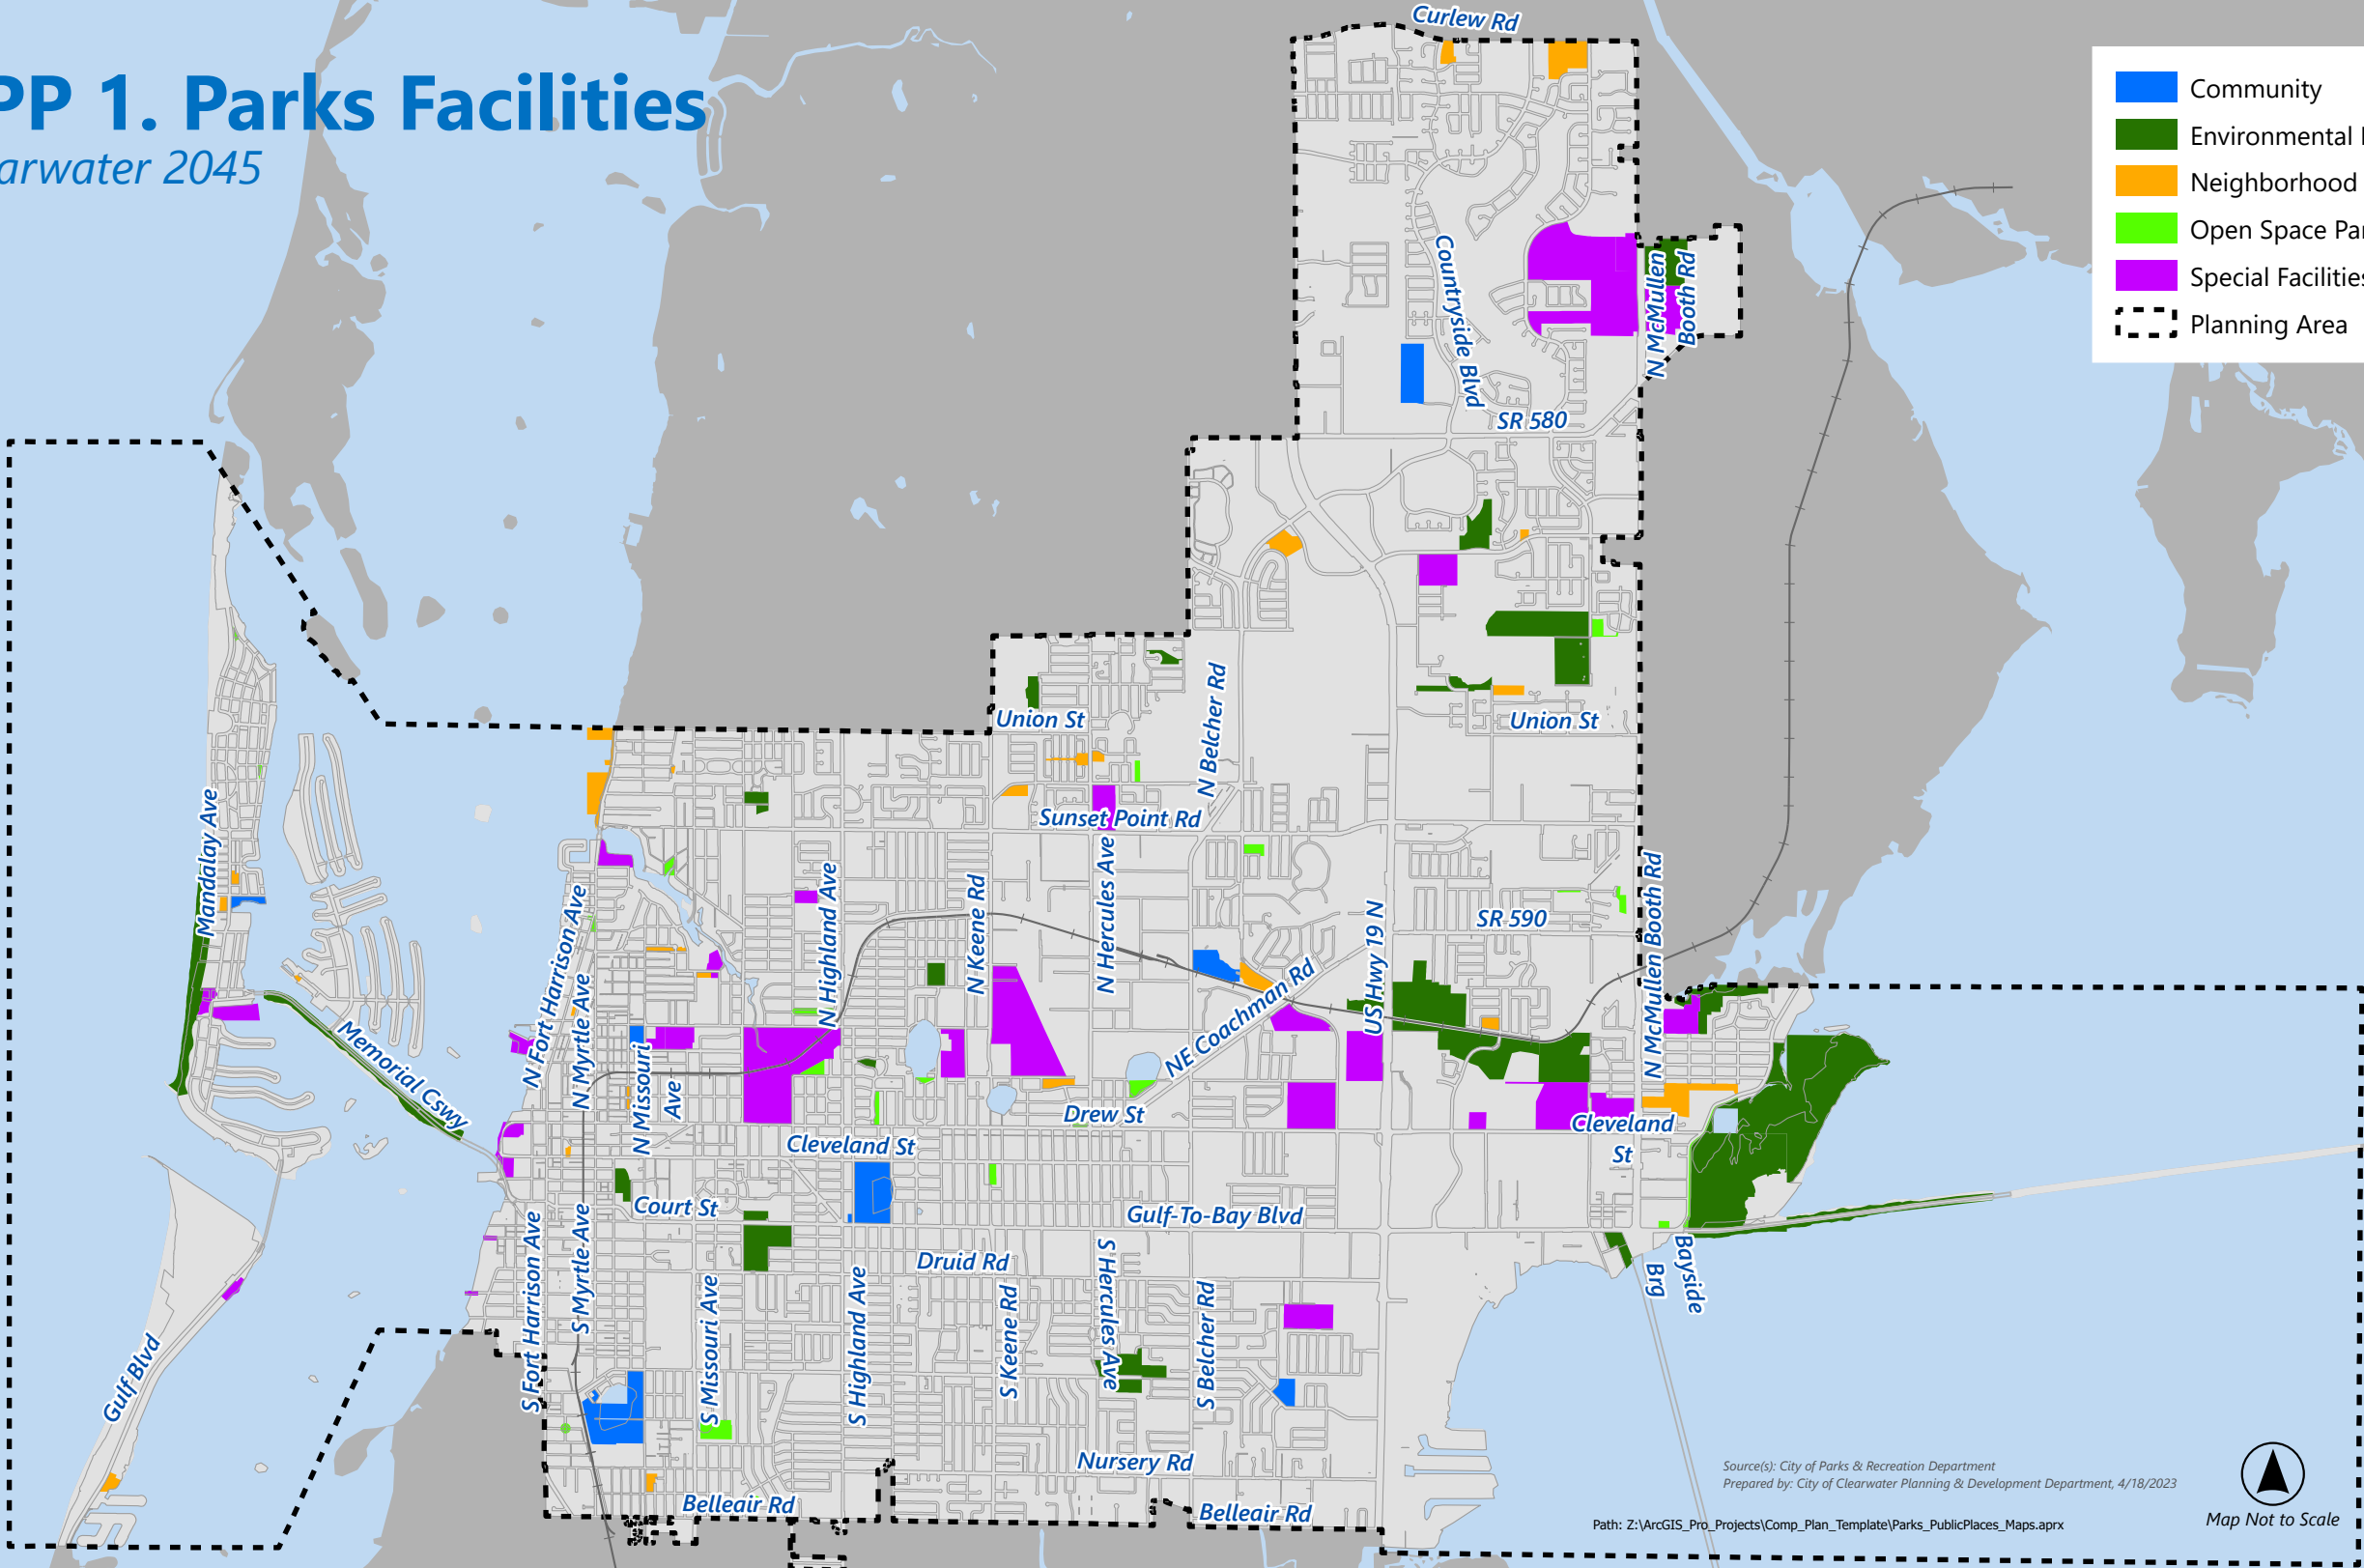 PP 1. Parks Facilities
arwater 2045
Curlew Rd
Community
Environmental
Neighborhood
Open Space Par
Special Facilities
Planning Area
Countryside Blvd
N McMullen
Booth Rd
SR 580
Union St
Union St
N Belcher Rd
Sunset Point Rd
Mandalay Ave
N Fort Harrison Ave
N Myrtle Ave
N Highland Ave
N Keene Rd
N Hercules Ave
US Hwy 19 N
SR 590
N McMullen Booth Rd
NE Coachman Rd
Memorial Cswy
N Missouri
Ave
Drew St
Cleveland St
Cleveland
St
Court St
Gulf-To-Bay Blvd
Druid Rd
S Fort Harrison Ave
S Myrtle Ave
S Missouri Ave
S Highland Ave
S Keene Rd
S Hercules Ave
S Belcher Rd
Bayside
Brg
Gulf Blvd
Nursery Rd
Belleair Rd
Belleair Rd
Source(s): City of Parks & Recreation Department
Prepared by: City of Clearwater Planning & Development Department, 4/18/2023
Path: Z:\ArcGIS_Pro_Projects\Comp_Plan_Template\Parks_PublicPlaces_Maps.aprx
Map Not to Scale